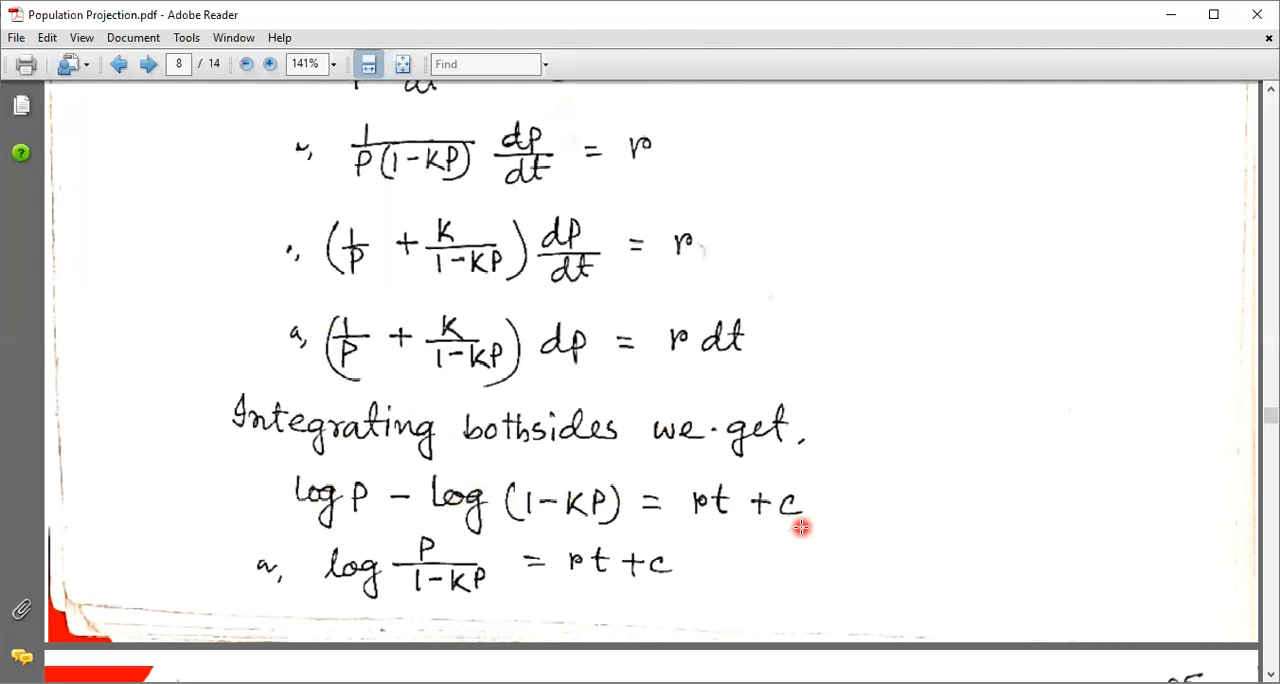 Population Projection.pdf - Adobe Reader
File Edit View Document Tools Window Help
8 / 14 141% Find
1/P(1-KP) dP/dt = r
(1/P + K/1-KP) dP/dt = r
(1/P + K/1-KP) dP = r dt
Integrating bothsides we get,
log P - log (1-KP) = rt + c
log P/1-KP = rt + c